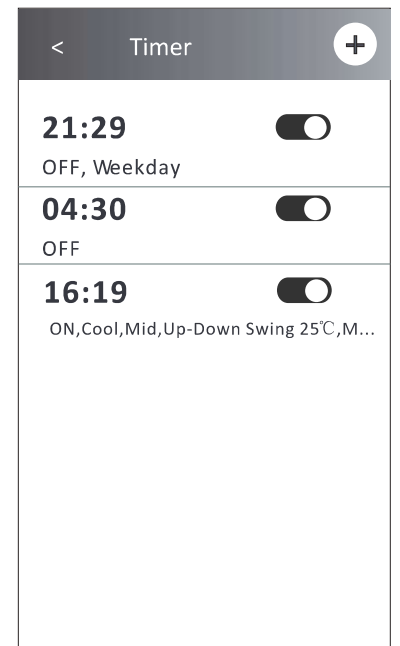 < Timer +
21:29
OFF, Weekday
04:30
OFF
16:19
ON,Cool,Mid,Up-Down Swing 25℃,M...